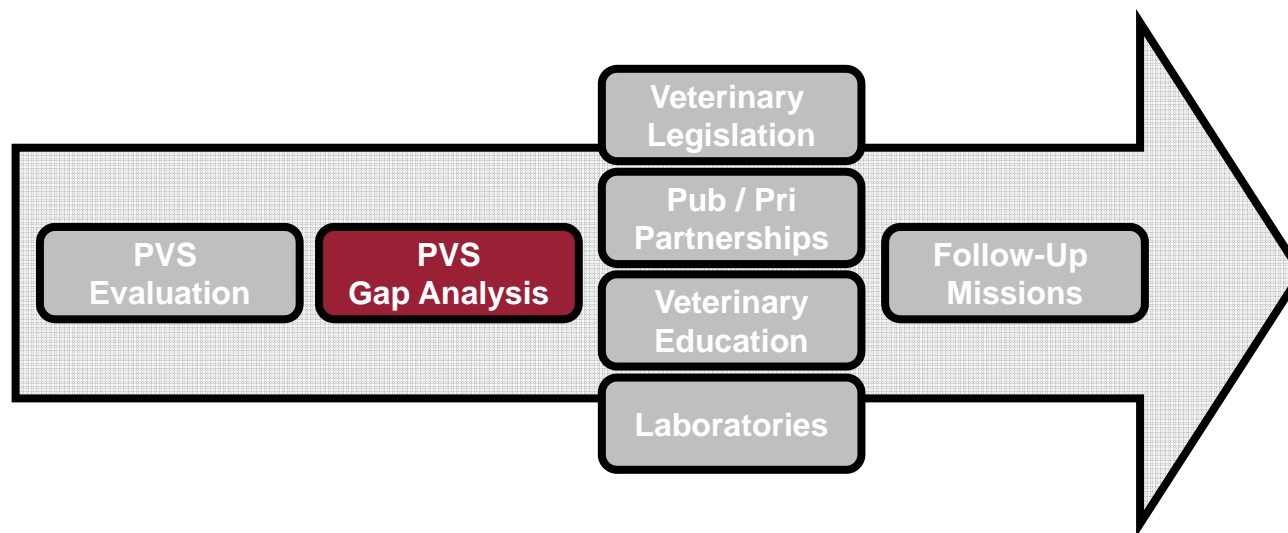 PVS
Evaluation
PVS
Gap Analysis
Veterinary
Legislation
Pub / Pri
Partnerships
Veterinary
Education
Laboratories
Follow-Up
Missions